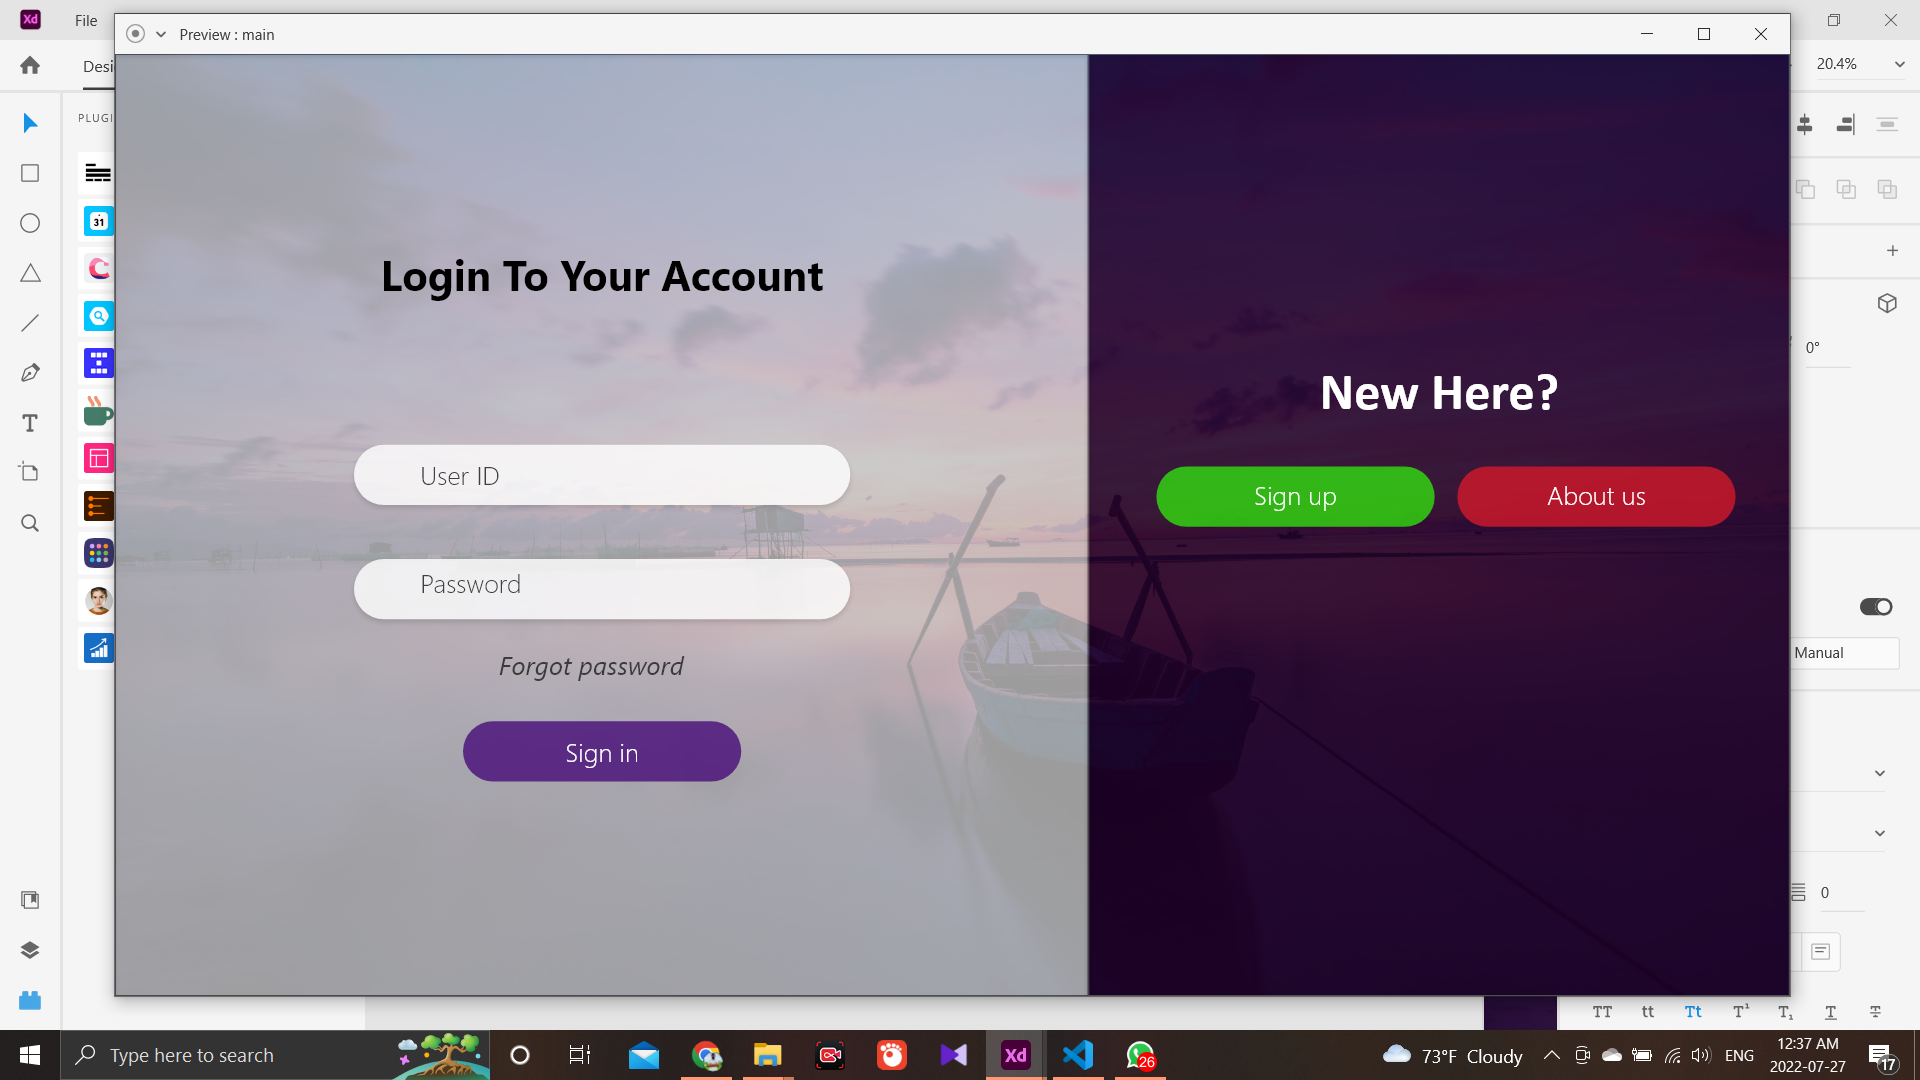 Xd File
Preview : main
Desi
20.4%
PLUGI
31
Login To Your Account
New Here?
0°
User ID
Sign up
About us
Password
Manual
Forgot password
Sign in
0
TT tt Tt T¹ T₁ T T
Type here to search
Xd
26
73°F Cloudy
ENG
12:37 AM
2022-07-27
17